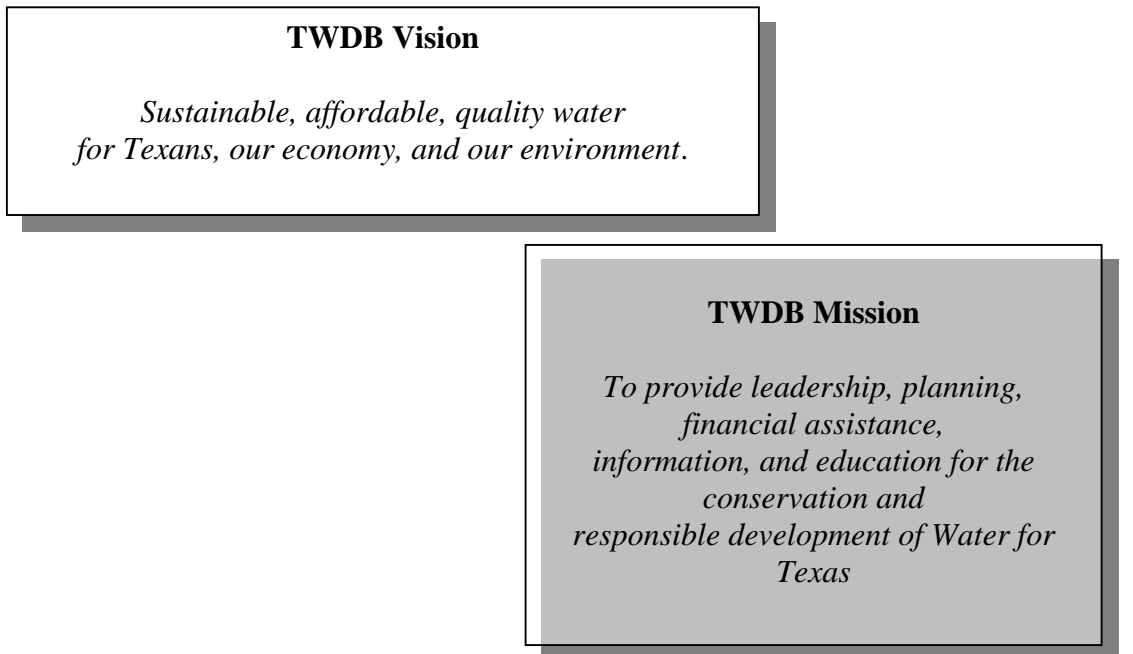 TWDB Vision
Sustainable, affordable, quality water
for Texans, our economy, and our environment.
TWDB Mission
To provide leadership, planning,
financial assistance,
information, and education for the
conservation and
responsible development of Water for
Texas